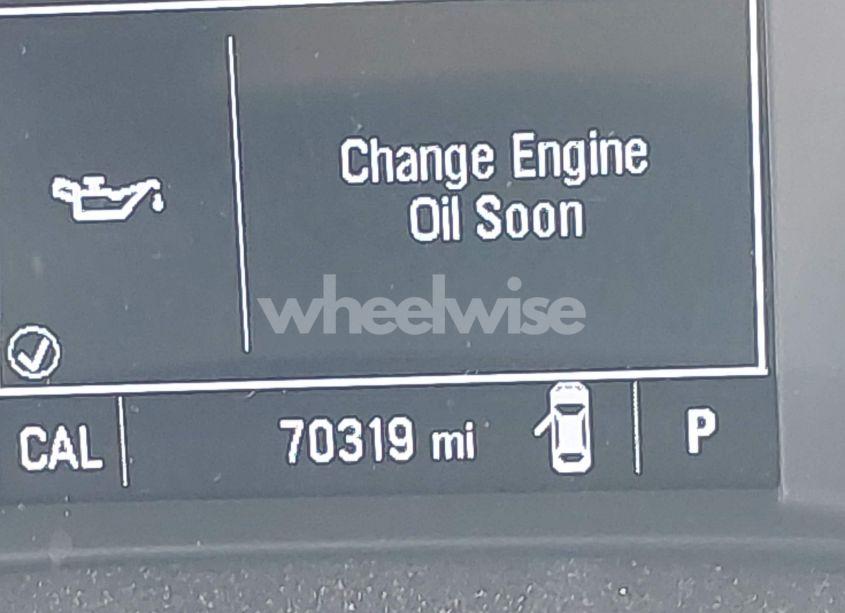 Change Engine
Oil Soon
wheelwise
CAL
70319 mi
P